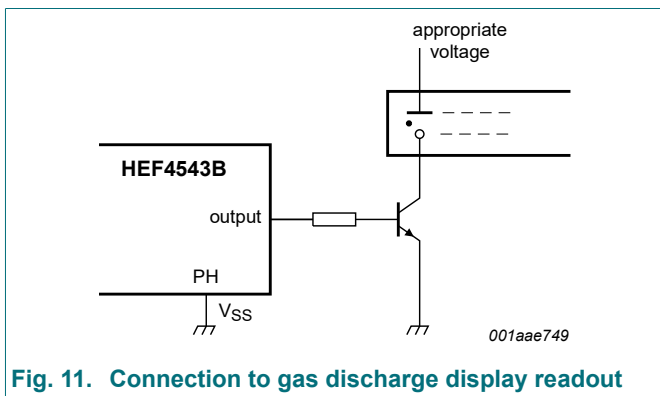 appropriate
voltage
HEF4543B
output
PH
VSS
001aae749
Fig. 11. Connection to gas discharge display readout